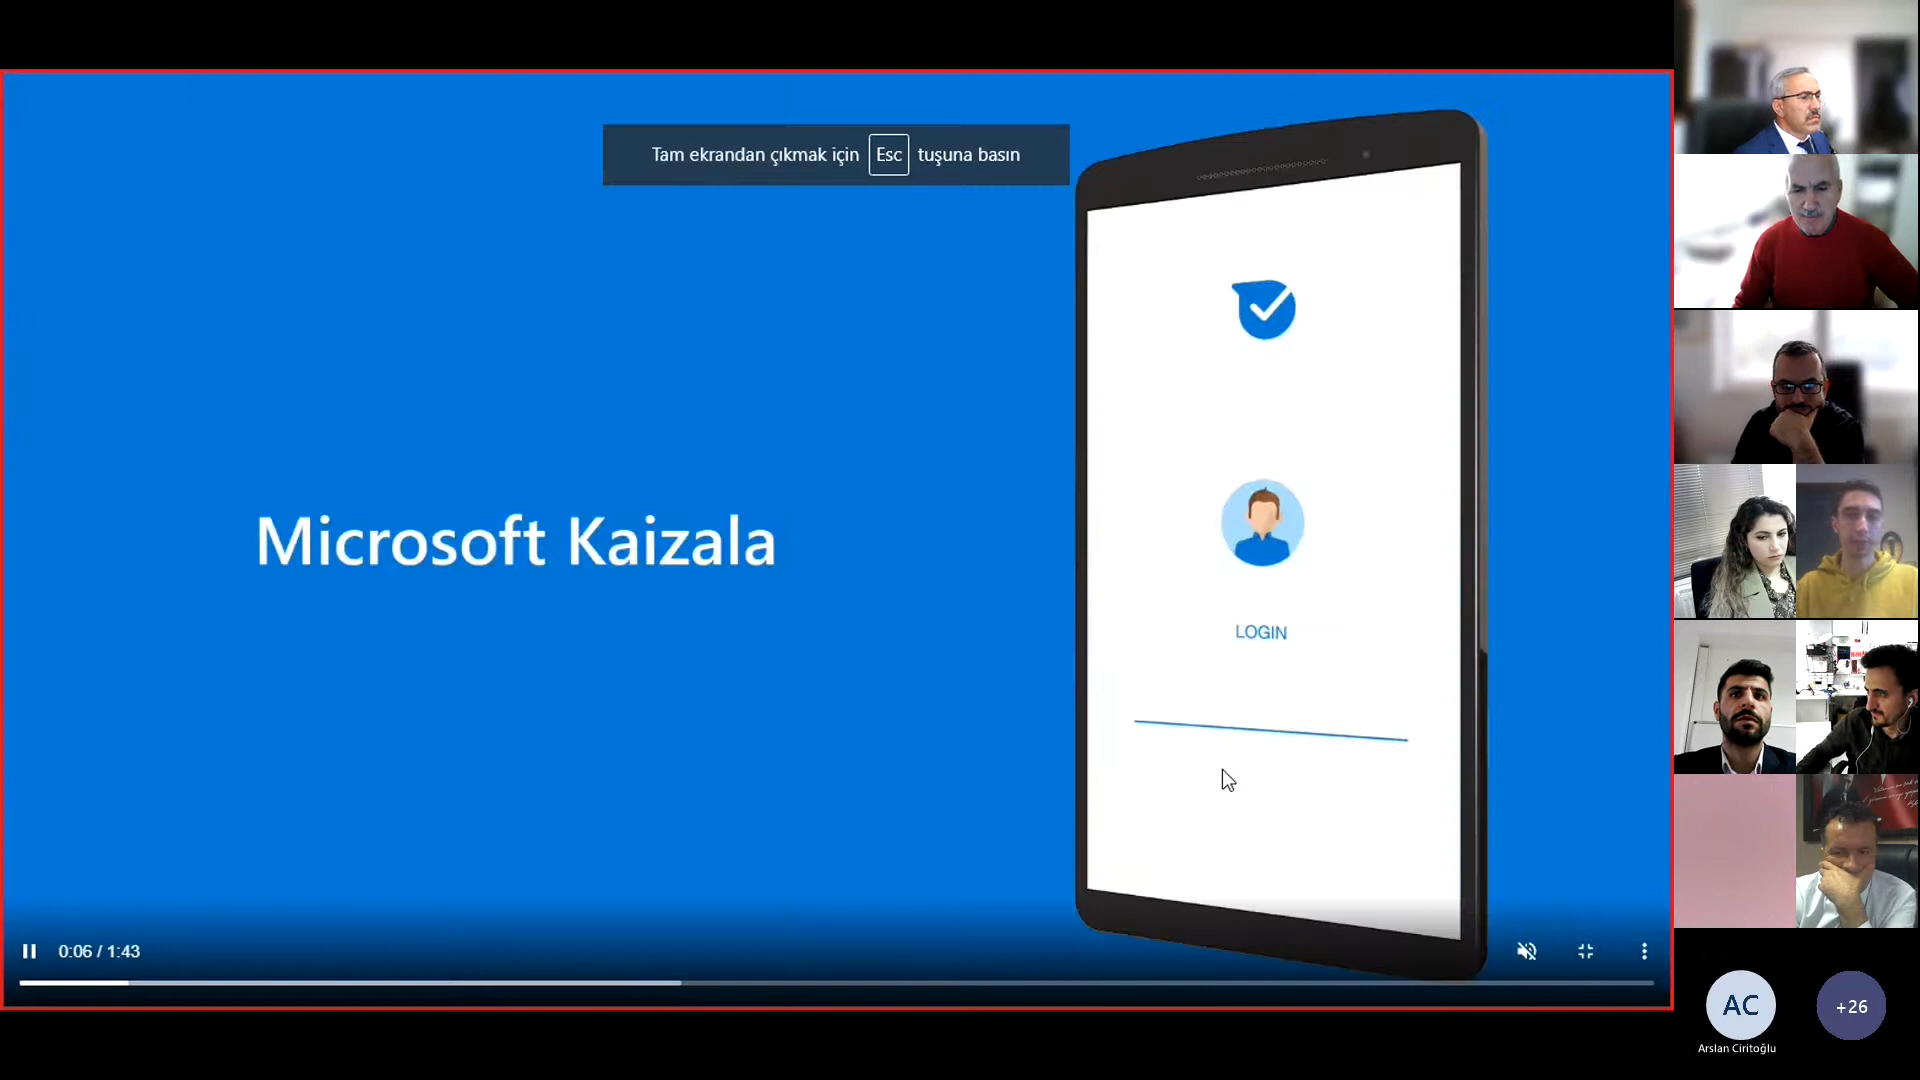 Tam ekrandan çıkmak için Esc tuşuna basın
Microsoft Kaizala
LOGIN
0:06 / 1:43
AC
+26
Arslan Ciritoğlu